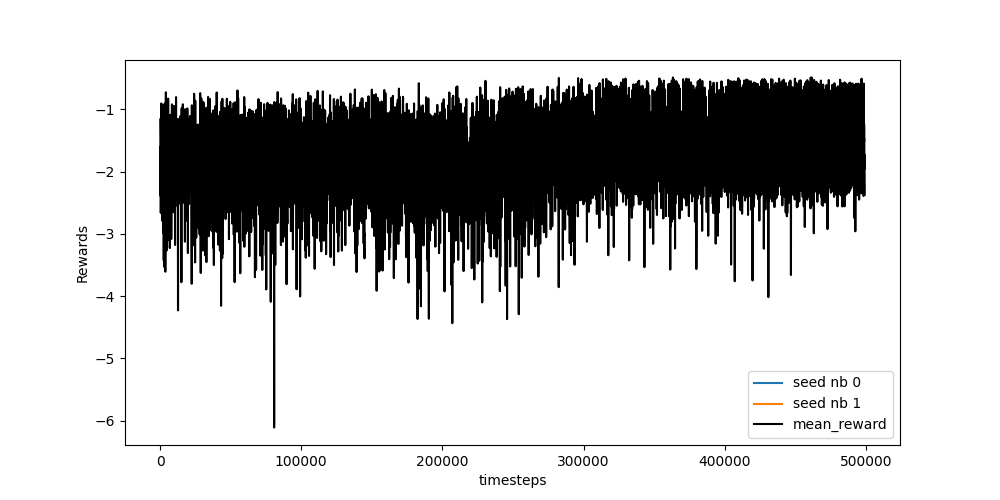 −1
−2
−3
−4
−5
−6
Rewards
0
100000
200000
300000
400000
500000
timesteps
seed nb 0
seed nb 1
mean_reward